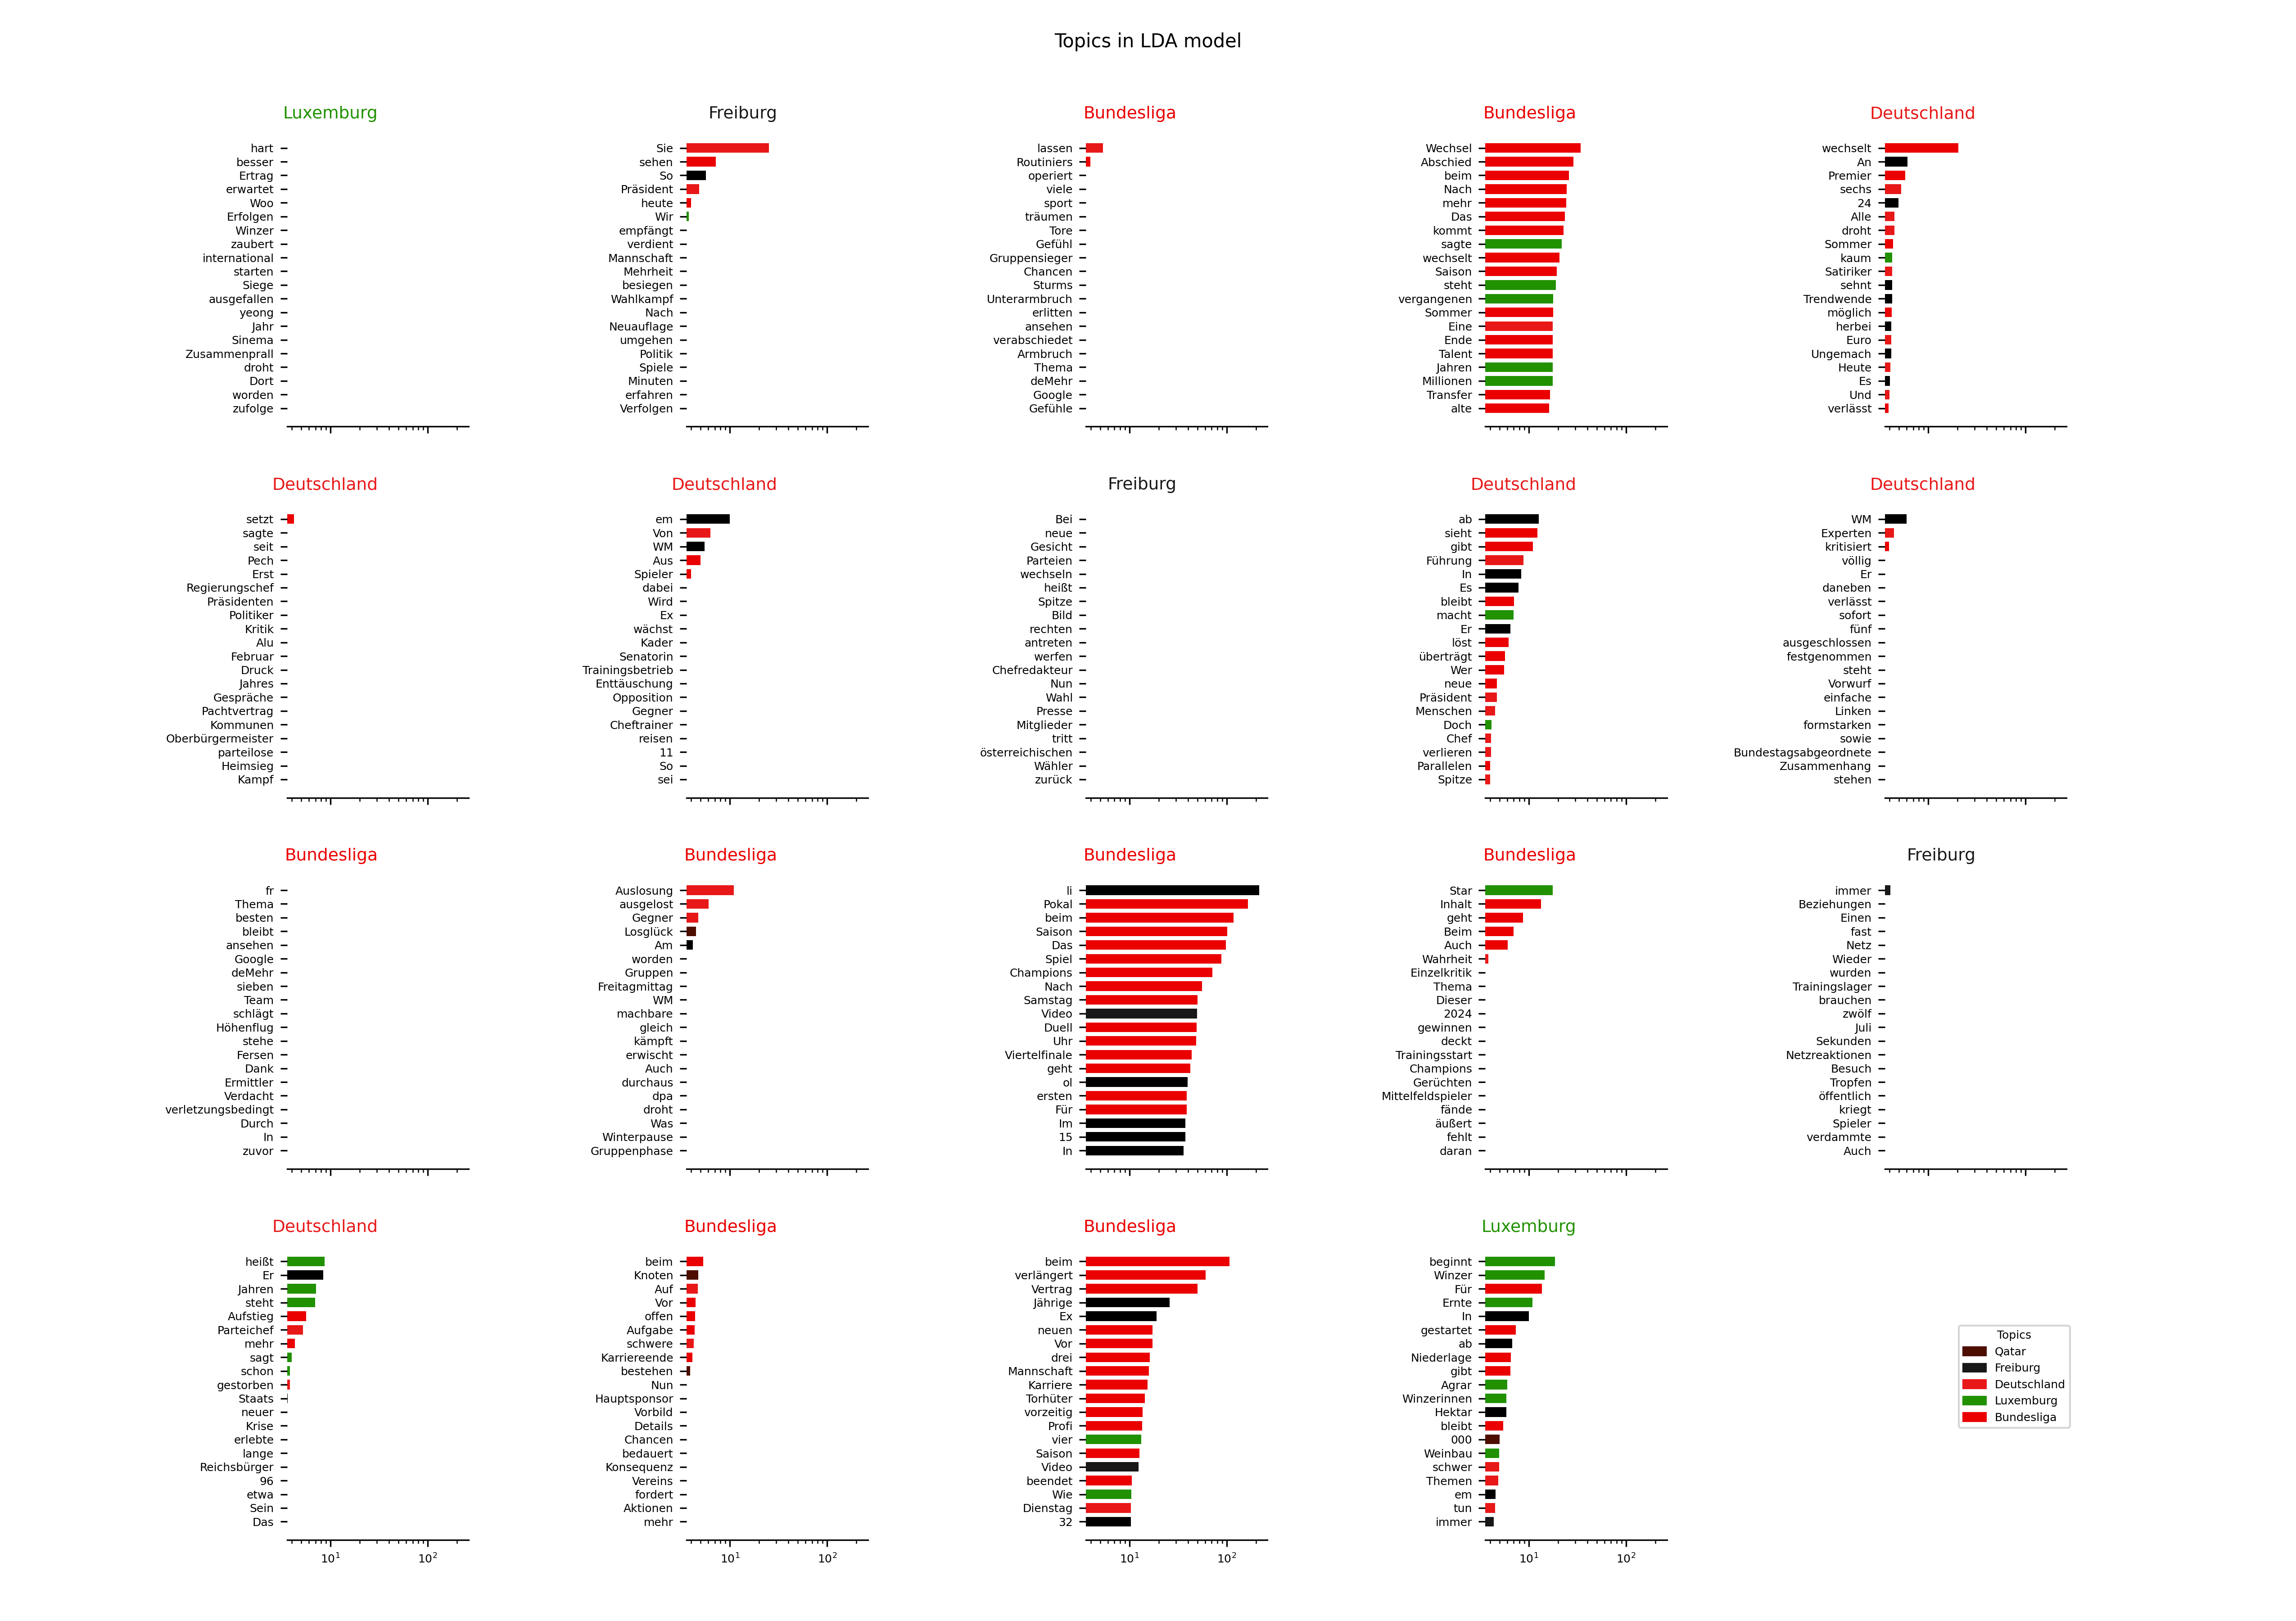 Topics in LDA model
Luxemburg
hart
besser
Ertrag
erwartet
Woo
Erfolgen
Winzer
zaubert
international
starten
Siege
ausgefallen
yeong
Jahr
Sinema
Zusammenprall
droht
Dort
worden
zufolge
Freiburg
Sie
sehen
So
Präsident
heute
Wir
empfängt
verdient
Mannschaft
Mehrheit
besiegen
Wahlkampf
Nach
Neuauflage
umgehen
Politik
Spiele
Minuten
erfahren
Verfolgen
Bundesliga
lassen
Routiniers
operiert
viele
sport
träumen
Tore
Gefühl
Gruppensieger
Chancen
Sturms
Unterarmbruch
erlitten
ansehen
verabschiedet
Armbruch
Thema
deMehr
Google
Gefühle
Bundesliga
Wechsel
Abschied
beim
Nach
mehr
Das
kommt
sagte
wechselt
Saison
steht
vergangenen
Sommer
Eine
Ende
Talent
Jahren
Millionen
Transfer
alte
Deutschland
wechselt
An
Premier
sechs
24
Alle
droht
Sommer
kaum
Satiriker
sehnt
Trendwende
möglich
herbei
Euro
Ungemach
Heute
Es
Und
verlässt
Deutschland
setzt
sagte
seit
Pech
Erst
Regierungschef
Präsidenten
Politiker
Kritik
Alu
Februar
Druck
Jahres
Gespräche
Pachtvertrag
Kommunen
Oberbürgermeister
parteilose
Heimsieg
Kampf
Deutschland
em
Von
WM
Aus
Spieler
dabei
Wird
Ex
wächst
Kader
Senatorin
Trainingsbetrieb
Enttäuschung
Opposition
Gegner
Cheftrainer
reisen
11
So
sei
Freiburg
Bei
neue
Gesicht
Parteien
wechseln
heißt
Spitze
Bild
rechten
antreten
werfen
Chefredakteur
Nun
Wahl
Presse
Mitglieder
tritt
österreichischen
Wähler
zurück
Deutschland
ab
sieht
gibt
Führung
In
Es
bleibt
macht
Er
löst
überträgt
Wer
neue
Präsident
Menschen
Doch
Chef
verlieren
Parallelen
Spitze
Deutschland
WM
Experten
kritisiert
völlig
Er
daneben
verlässt
sofort
fünf
ausgeschlossen
festgenommen
steht
Vorwurf
einfache
Linken
formstarken
sowie
Bundestagsabgeordnete
Zusammenhang
stehen
Bundesliga
fr
Thema
besten
bleibt
ansehen
Google
deMehr
sieben
Team
schlägt
Höhenflug
stehe
Fersen
Dank
Ermittler
Verdacht
verletzungsbedingt
Durch
In
zuvor
Bundesliga
Auslosung
ausgelost
Gegner
Losglück
Am
worden
Gruppen
Freitagmittag
WM
machbare
gleich
kämpft
erwischt
Auch
durchaus
dpa
droht
Was
Winterpause
Gruppenphase
Bundesliga
li
Pokal
beim
Saison
Das
Spiel
Champions
Nach
Samstag
Video
Duell
Uhr
Viertelfinale
geht
ol
ersten
Für
Im
15
In
Bundesliga
Star
Inhalt
geht
Beim
Auch
Wahrheit
Einzelkritik
Thema
Dieser
2024
gewinnen
deckt
Trainingsstart
Champions
Gerüchten
Mittelfeldspieler
fände
äußert
fehlt
daran
Freiburg
immer
Beziehungen
Einen
fast
Netz
Wieder
wurden
Trainingslager
brauchen
zwölf
Juli
Sekunden
Netzreaktionen
Besuch
Tropfen
öffentlich
kriegt
Spieler
verdammte
Auch
Deutschland
heißt
Er
Jahren
steht
Aufstieg
Parteichef
mehr
sagt
schon
gestorben
Staats
neuer
Krise
erlebte
lange
Reichsbürger
96
etwa
Sein
Das
10¹ 10²
Bundesliga
beim
Knoten
Auf
Vor
offen
Aufgabe
schwere
Karriereende
bestehen
Nun
Hauptsponsor
Vorbild
Details
Chancen
bedauert
Konsequenz
Vereins
fordert
Aktionen
mehr
10¹ 10²
Bundesliga
beim
verlängert
Vertrag
Jährige
Ex
neuen
Vor
drei
Mannschaft
Karriere
Torhüter
vorzeitig
Profi
vier
Saison
Video
beendet
Wie
Dienstag
32
10¹ 10²
Luxemburg
beginnt
Winzer
Für
Ernte
In
gestartet
ab
Niederlage
gibt
Agrar
Winzerinnen
Hektar
bleibt
000
Weinbau
schwer
Themen
em
tun
immer
10¹ 10²
Topics
Qatar
Freiburg
Deutschland
Luxemburg
Bundesliga